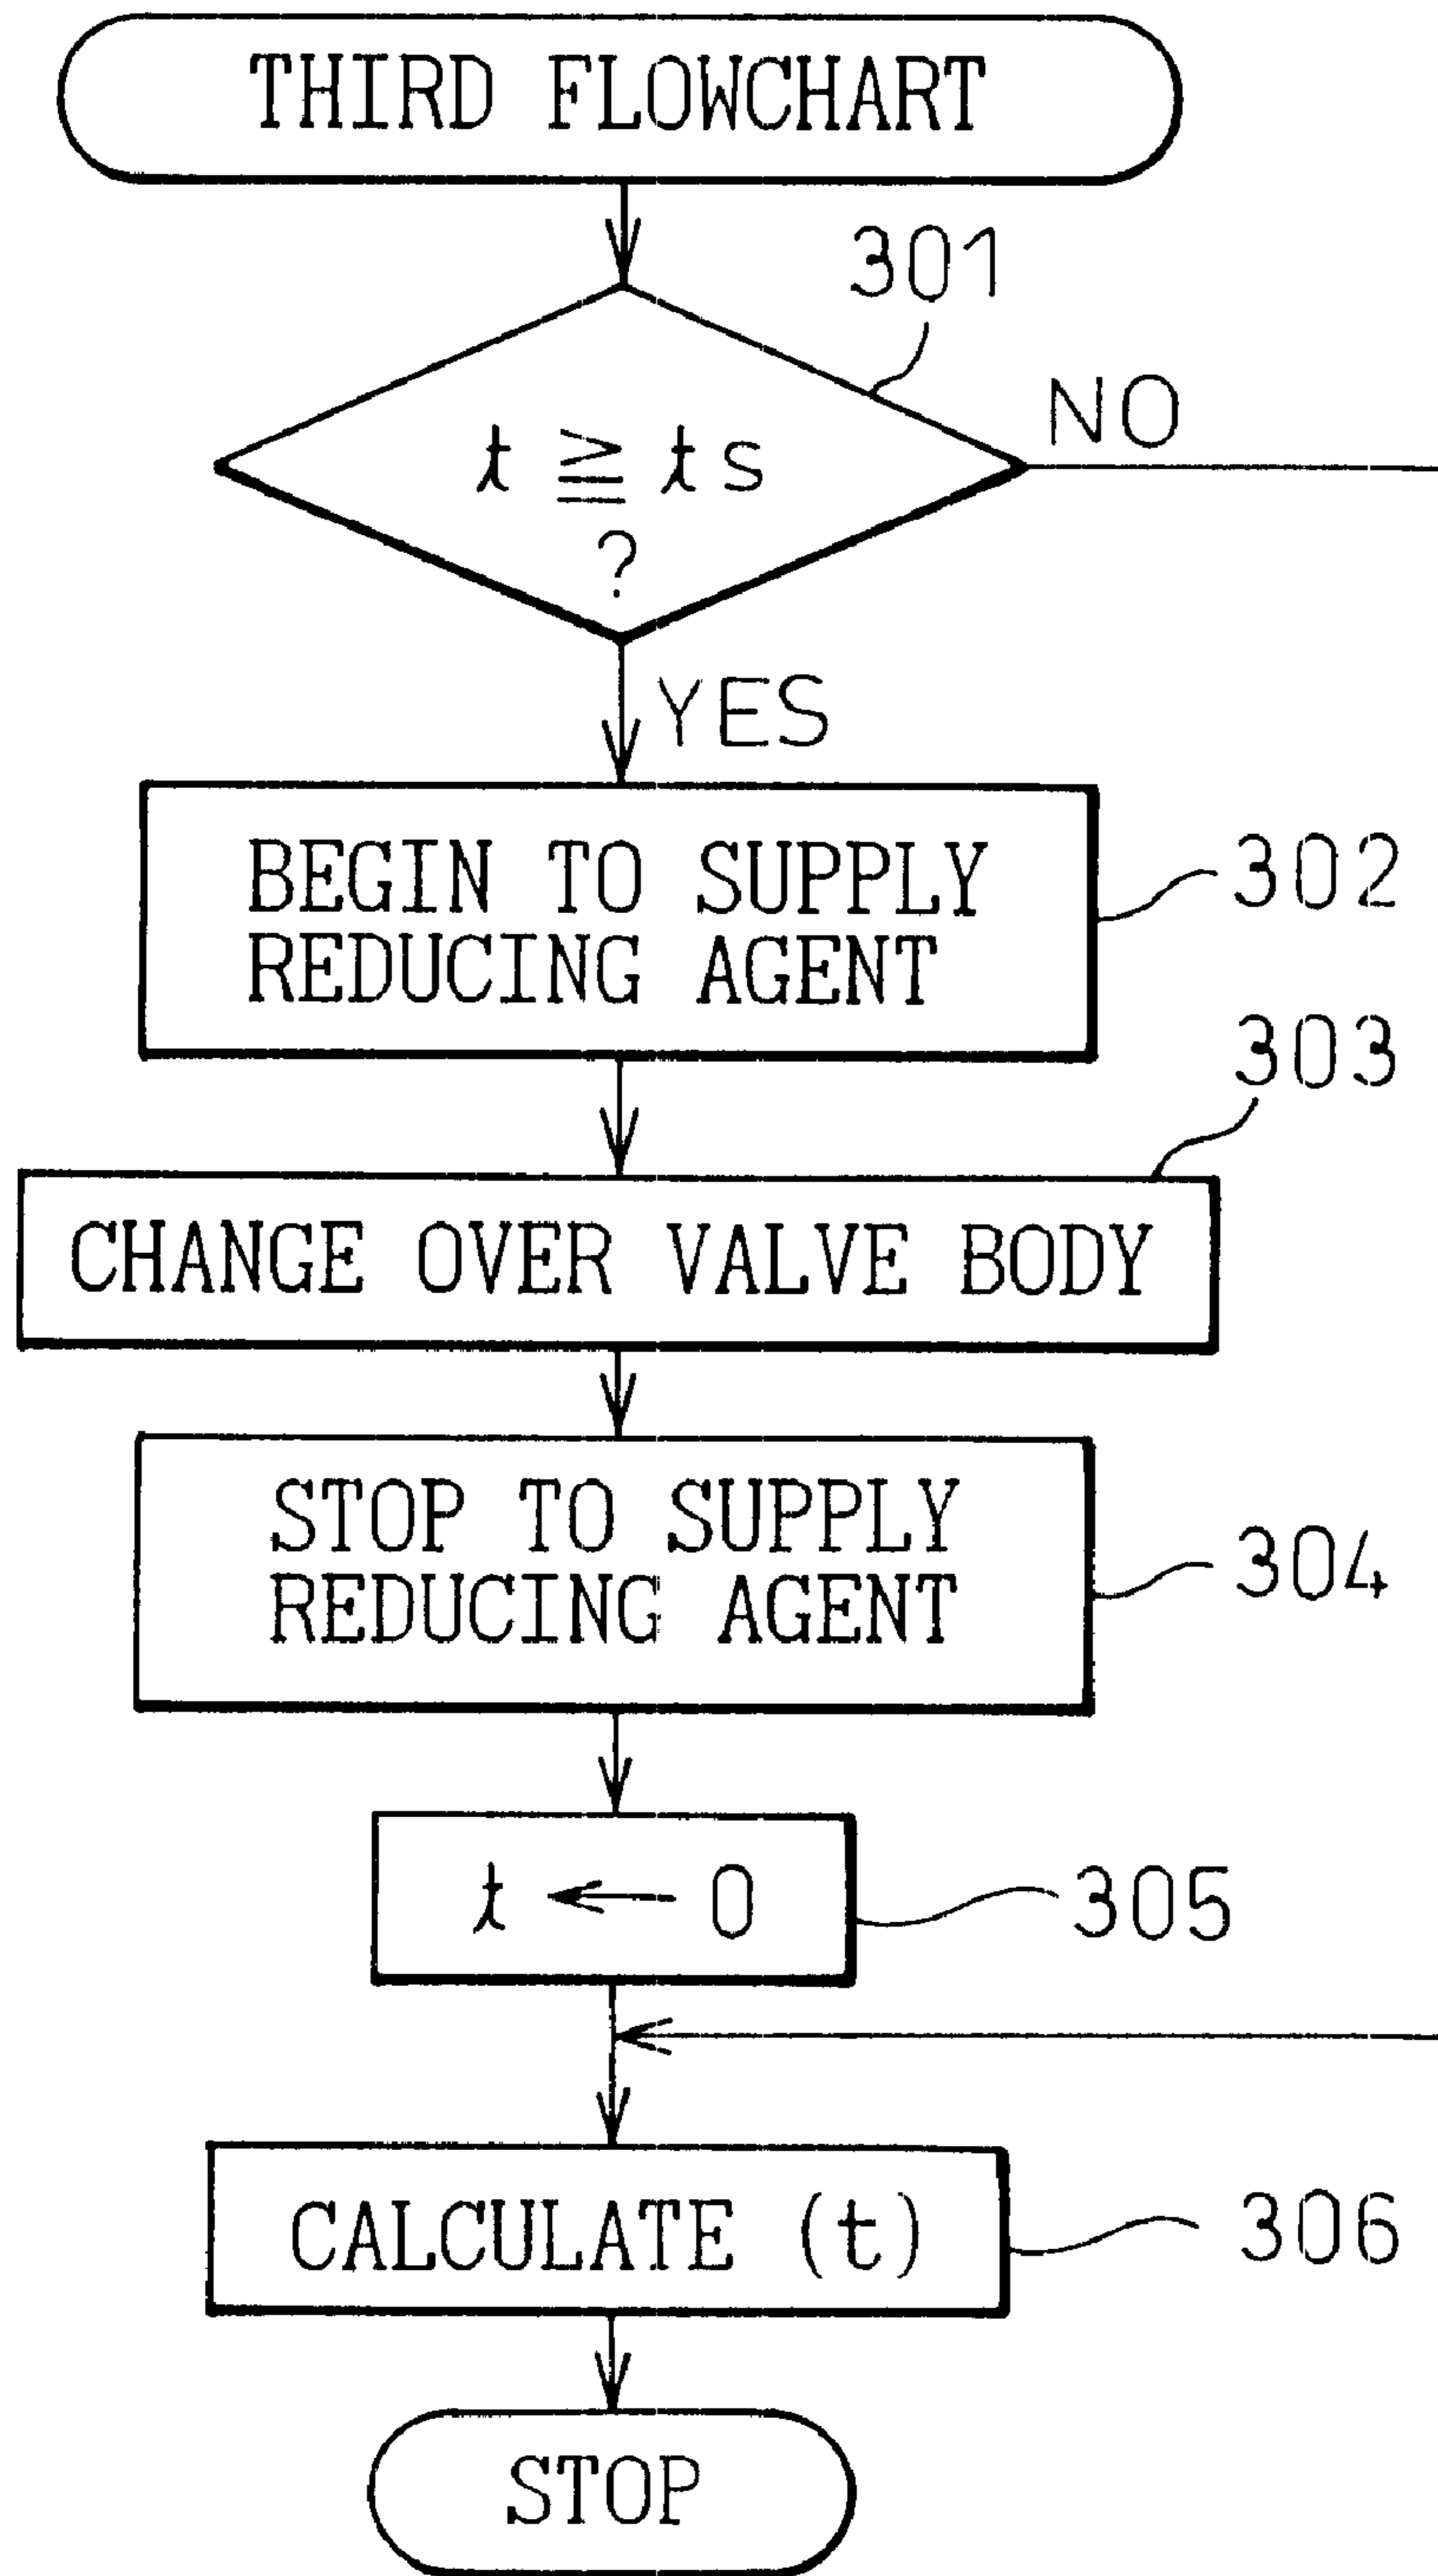 THIRD FLOWCHART
301
t ≧ ts
?
NO
YES
BEGIN TO SUPPLY
REDUCING AGENT
302
303
CHANGE OVER VALVE BODY
STOP TO SUPPLY
REDUCING AGENT
304
t ← 0
305
CALCULATE (t)
306
STOP